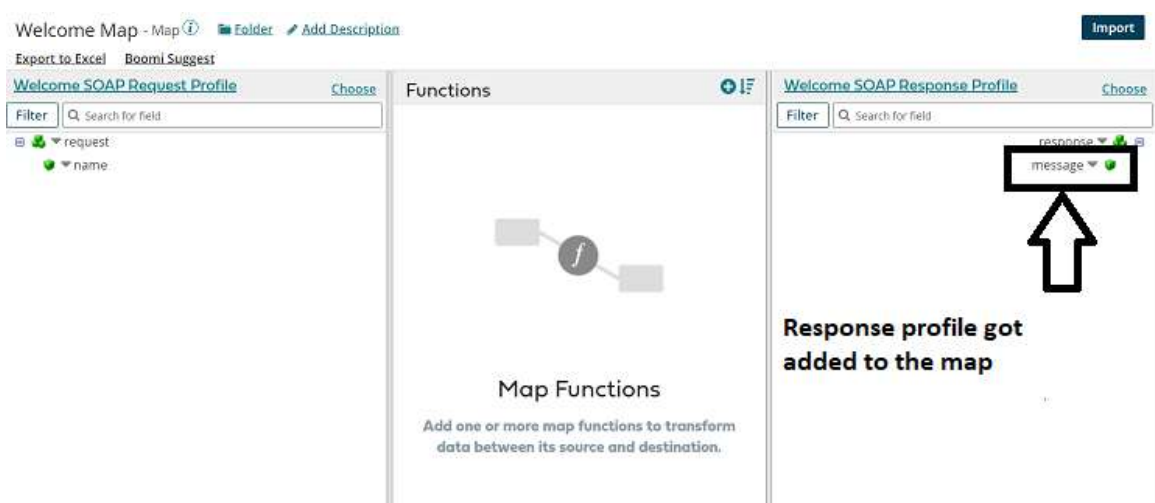 Welcome Map - Map i Folder Add Description
Import
Export to Excel Boomi Suggest
Welcome SOAP Request Profile Choose
Filter Search for field
request
name
Functions
f
Map Functions
Add one or more map functions to transform
data between its source and destination.
Welcome SOAP Response Profile Choose
Filter Search for field
response
message
Response profile got
added to the map